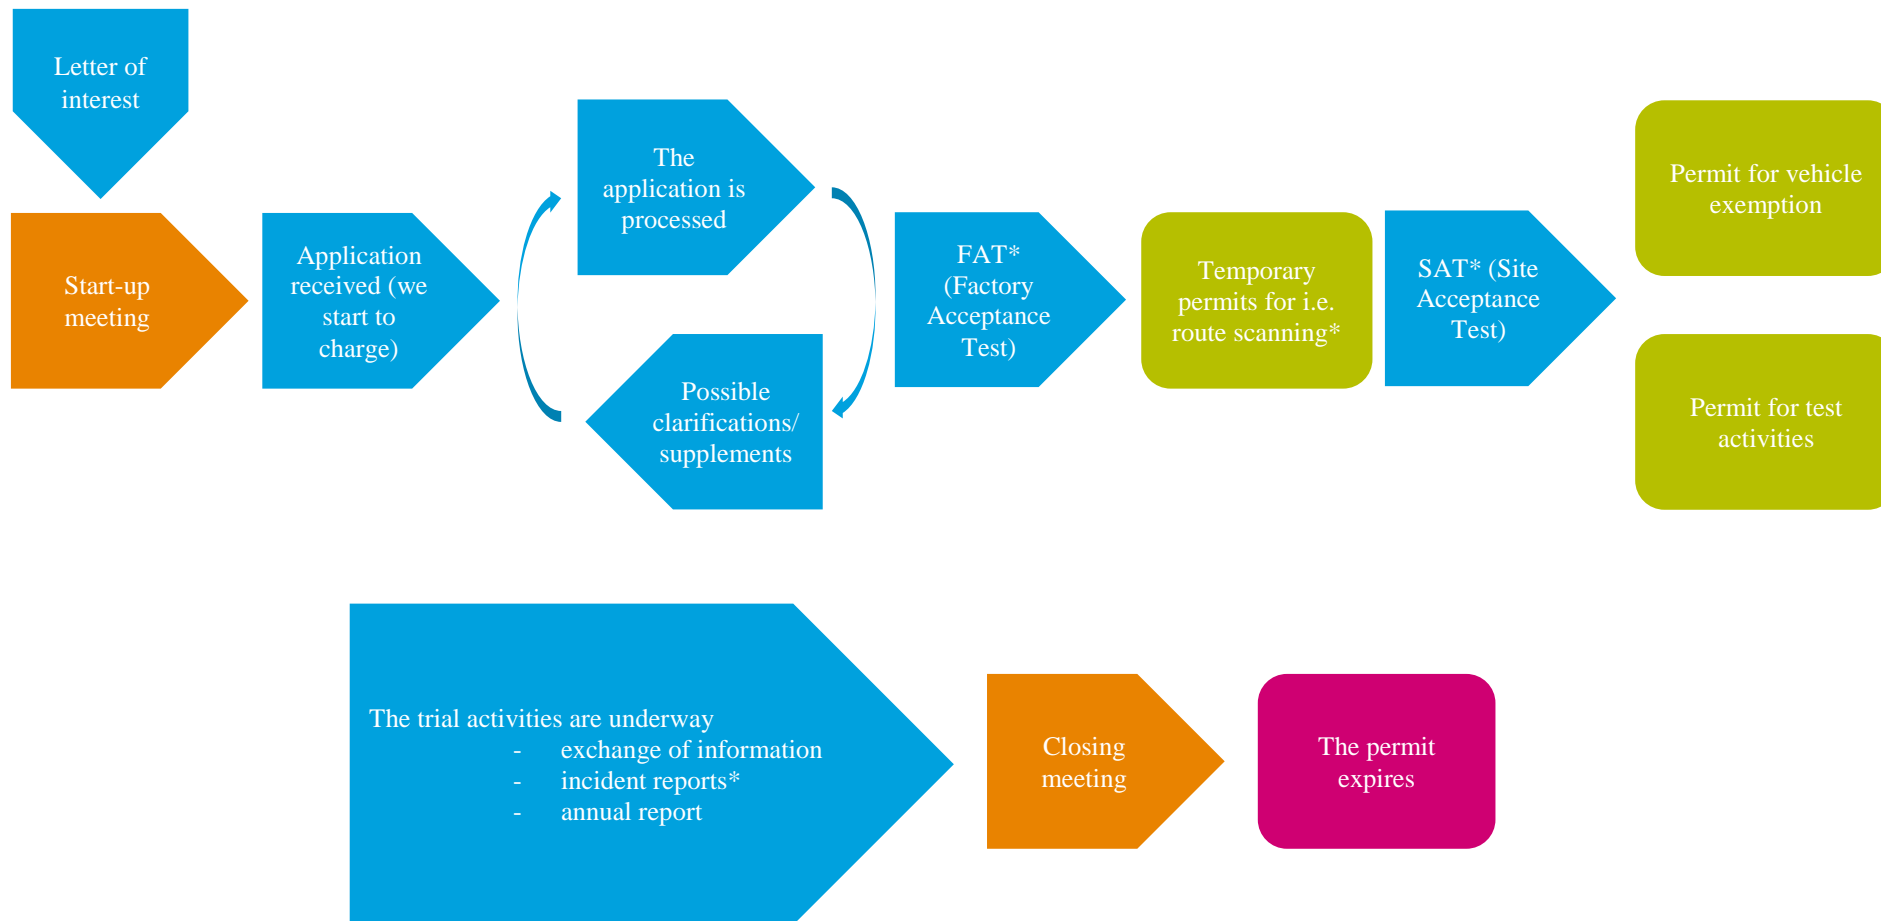 Letter of
interest
Start-up
meeting
Application
received (we
start to
charge)
The
application is
processed
Possible
clarifications/
supplements
FAT*
(Factory
Acceptance
Test)
Temporary
permits for i.e.
route scanning*
SAT* (Site
Acceptance
Test)
Permit for vehicle
exemption
Permit for test
activities
The trial activities are underway
- exchange of information
- incident reports*
- annual report
Closing
meeting
The permit
expires